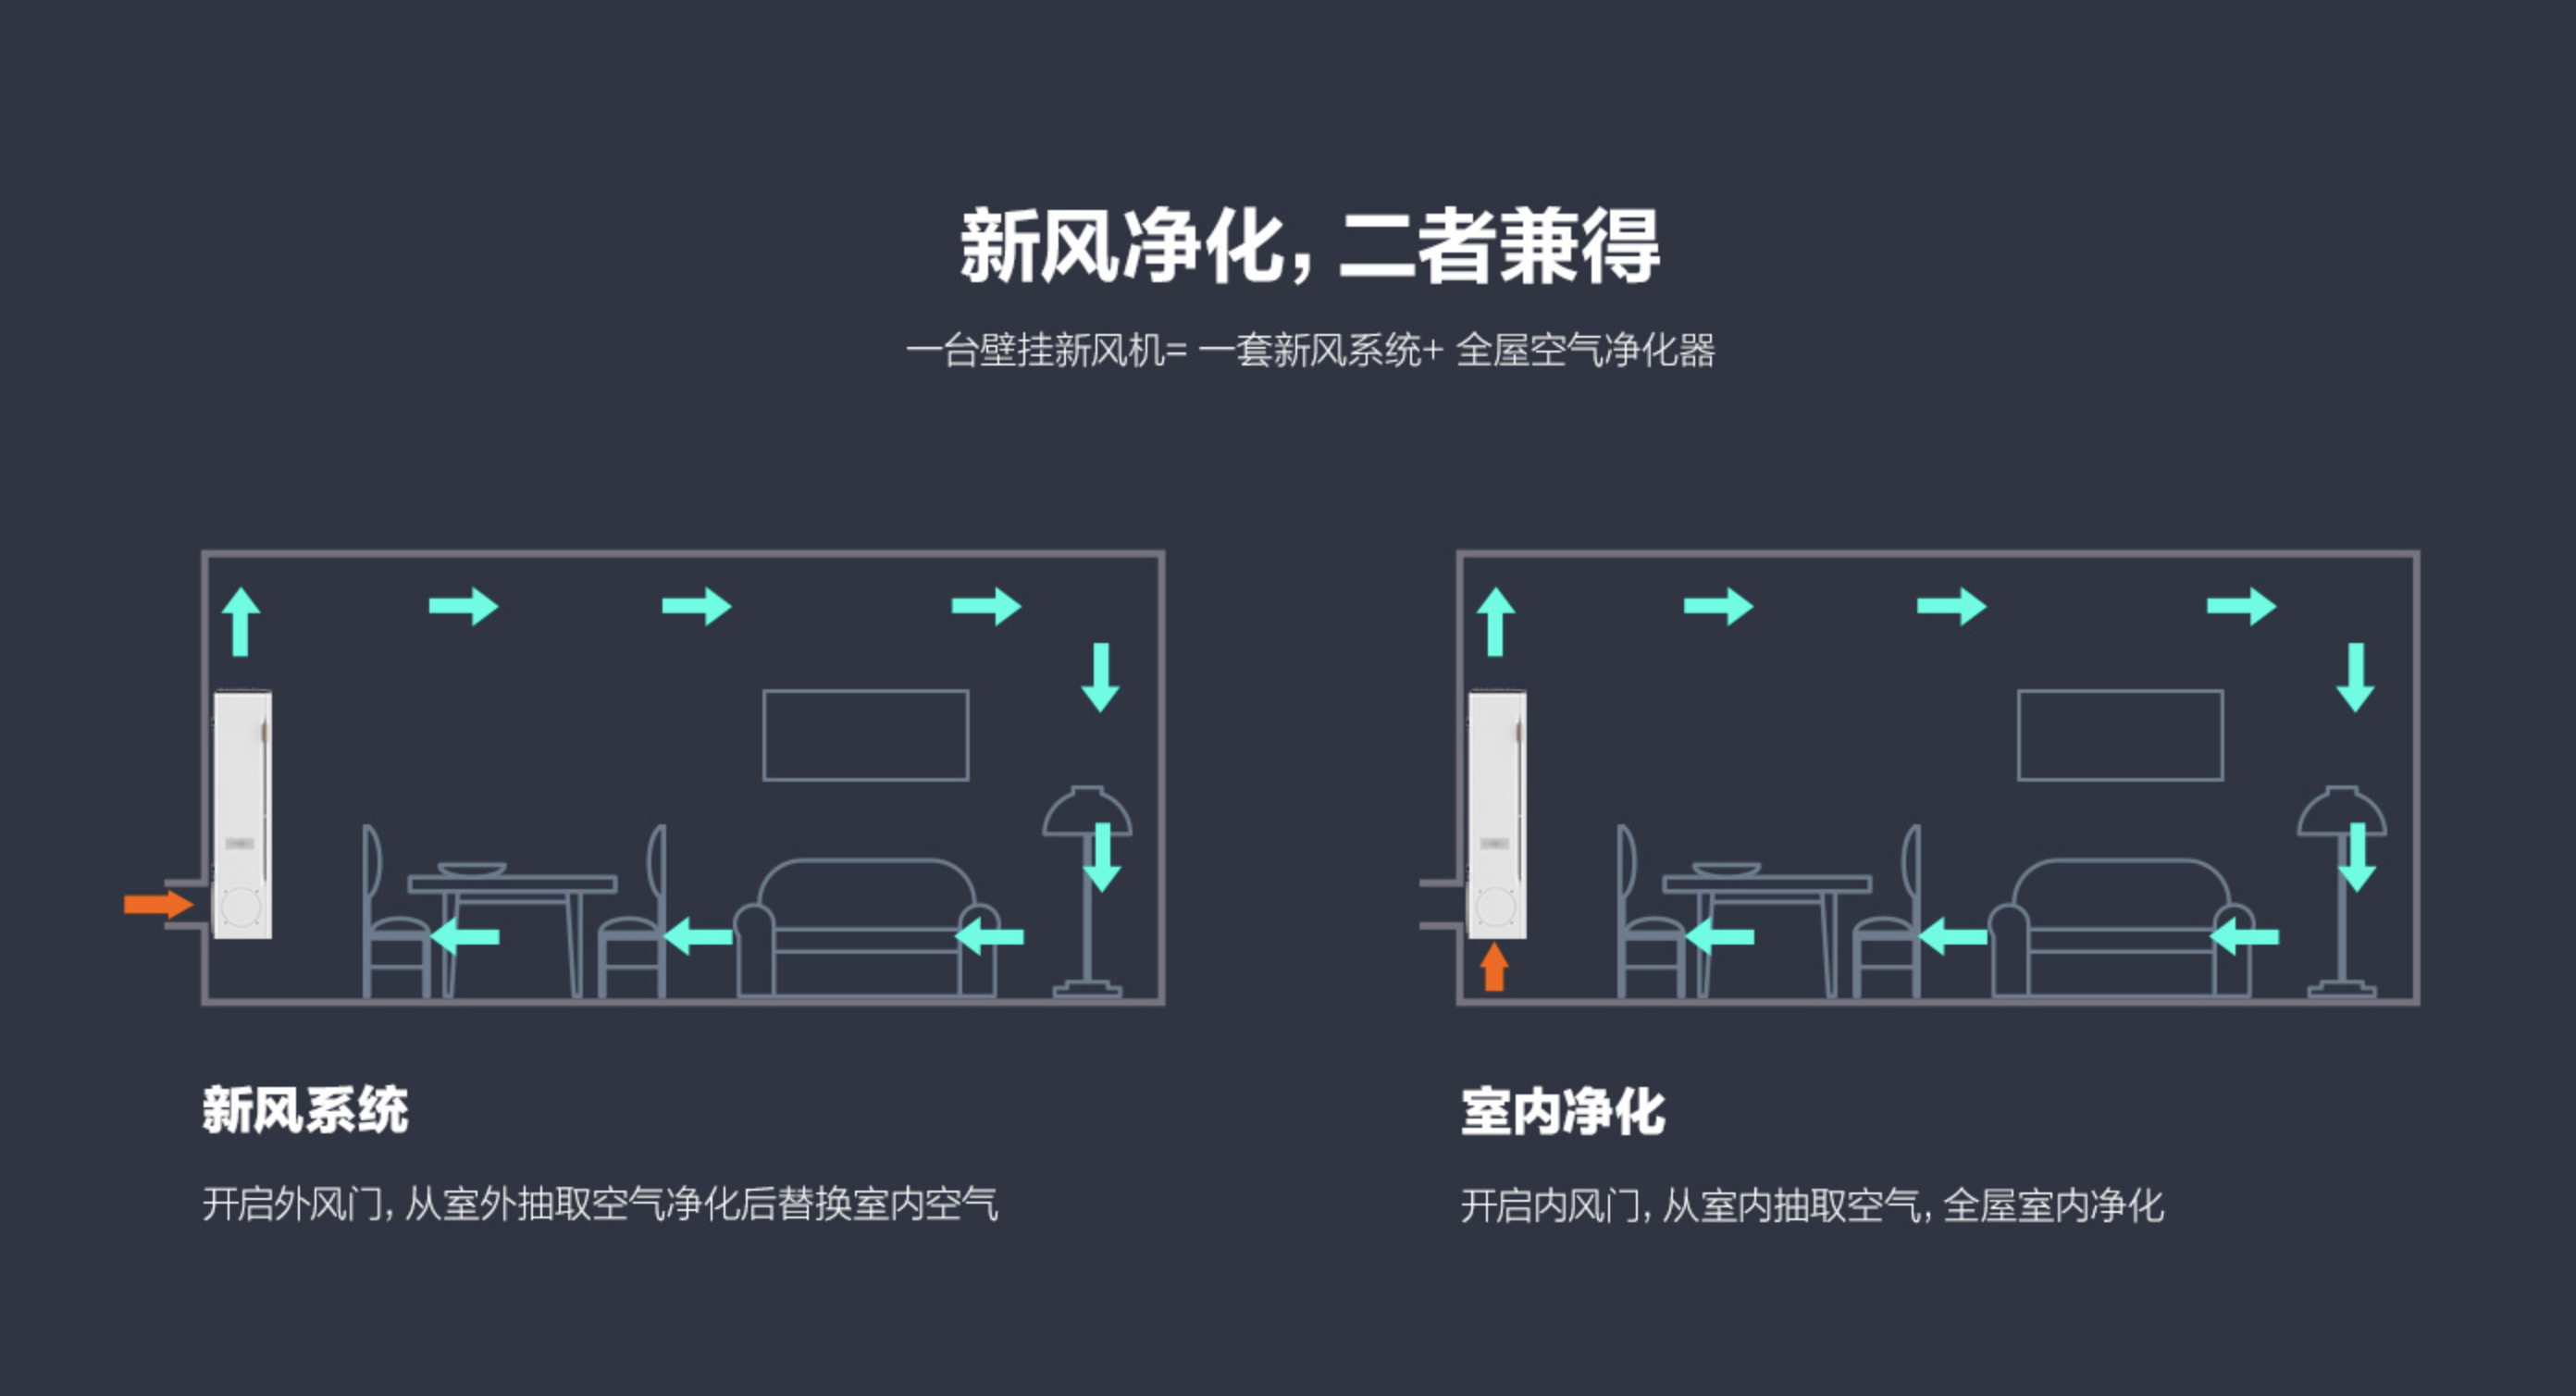 新风净化，二者兼得
一台壁挂新风机= 一套新风系统+ 全屋空气净化器
新风系统
开启外风门，从室外抽取空气净化后替换室内空气
室内净化
开启内风门，从室内抽取空气，全屋室内净化